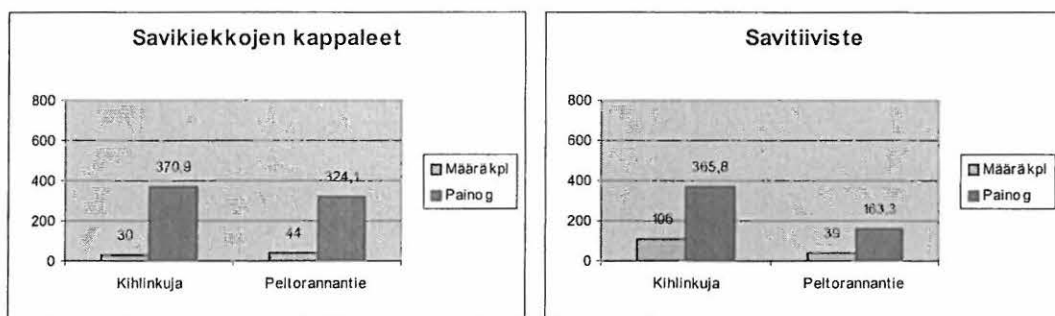 Savikiekkojen kappaleet
800
600
400
200
0
370,9
324,1
30
44
Kihlinkuja
Peltorannantie
Määrä kpl
Paino g
Savitiiviste
800
600
400
200
0
365,8
163,3
106
39
Kihlinkuja
Peltorannantie
Määrä kpl
Paino g